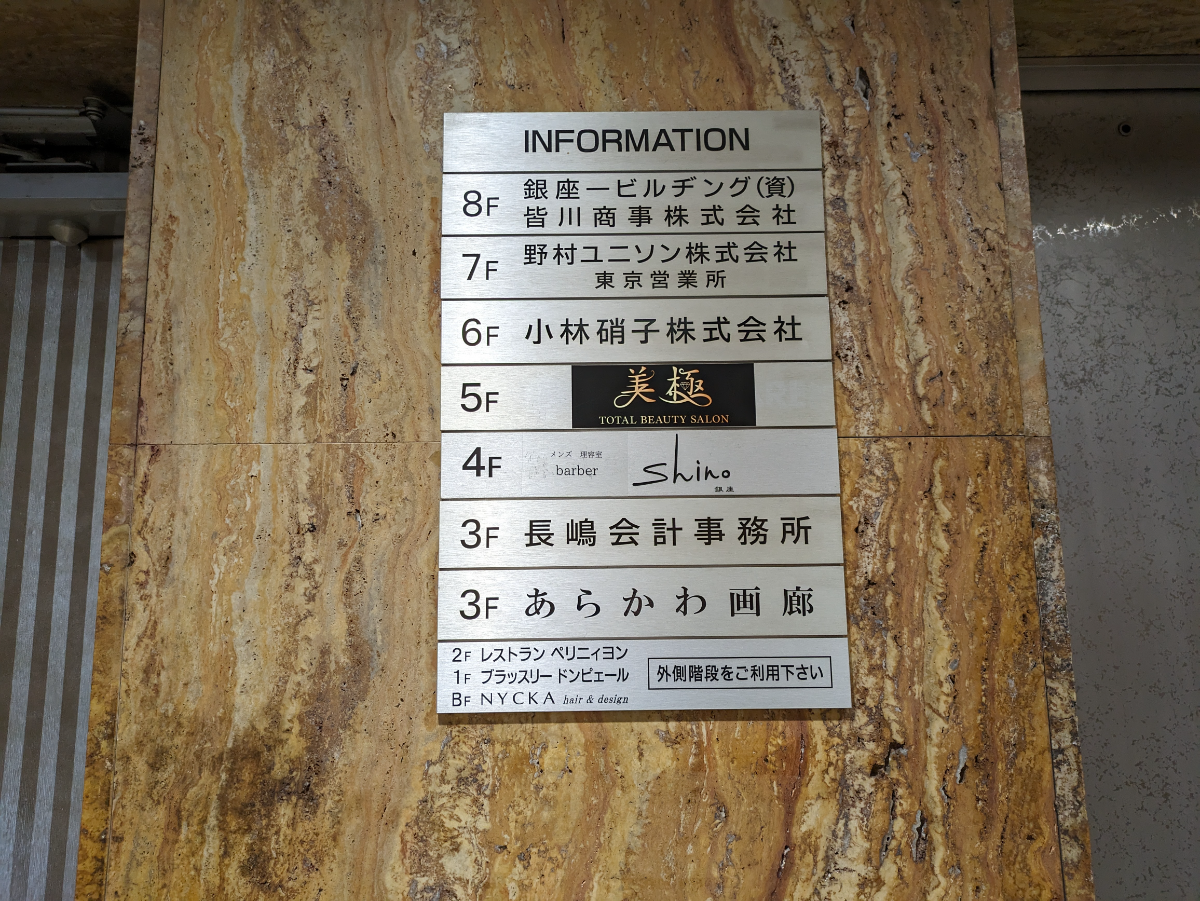 INFORMATION
8F 銀座一ビルヂング(資)
皆川商事株式会社
7F 野村ユニソン株式会社
東京営業所
6F 小林硝子株式会社
5F 美極
TOTAL BEAUTY SALON
4F メンズ 理容室
barber Shino
銀座
3F 長嶋会計事務所
3F あらかわ画廊
2F レストラン ペリニィヨン
1F ブラッスリー ドンピェール
外側階段をご利用下さい
BF NYCKA hair & design